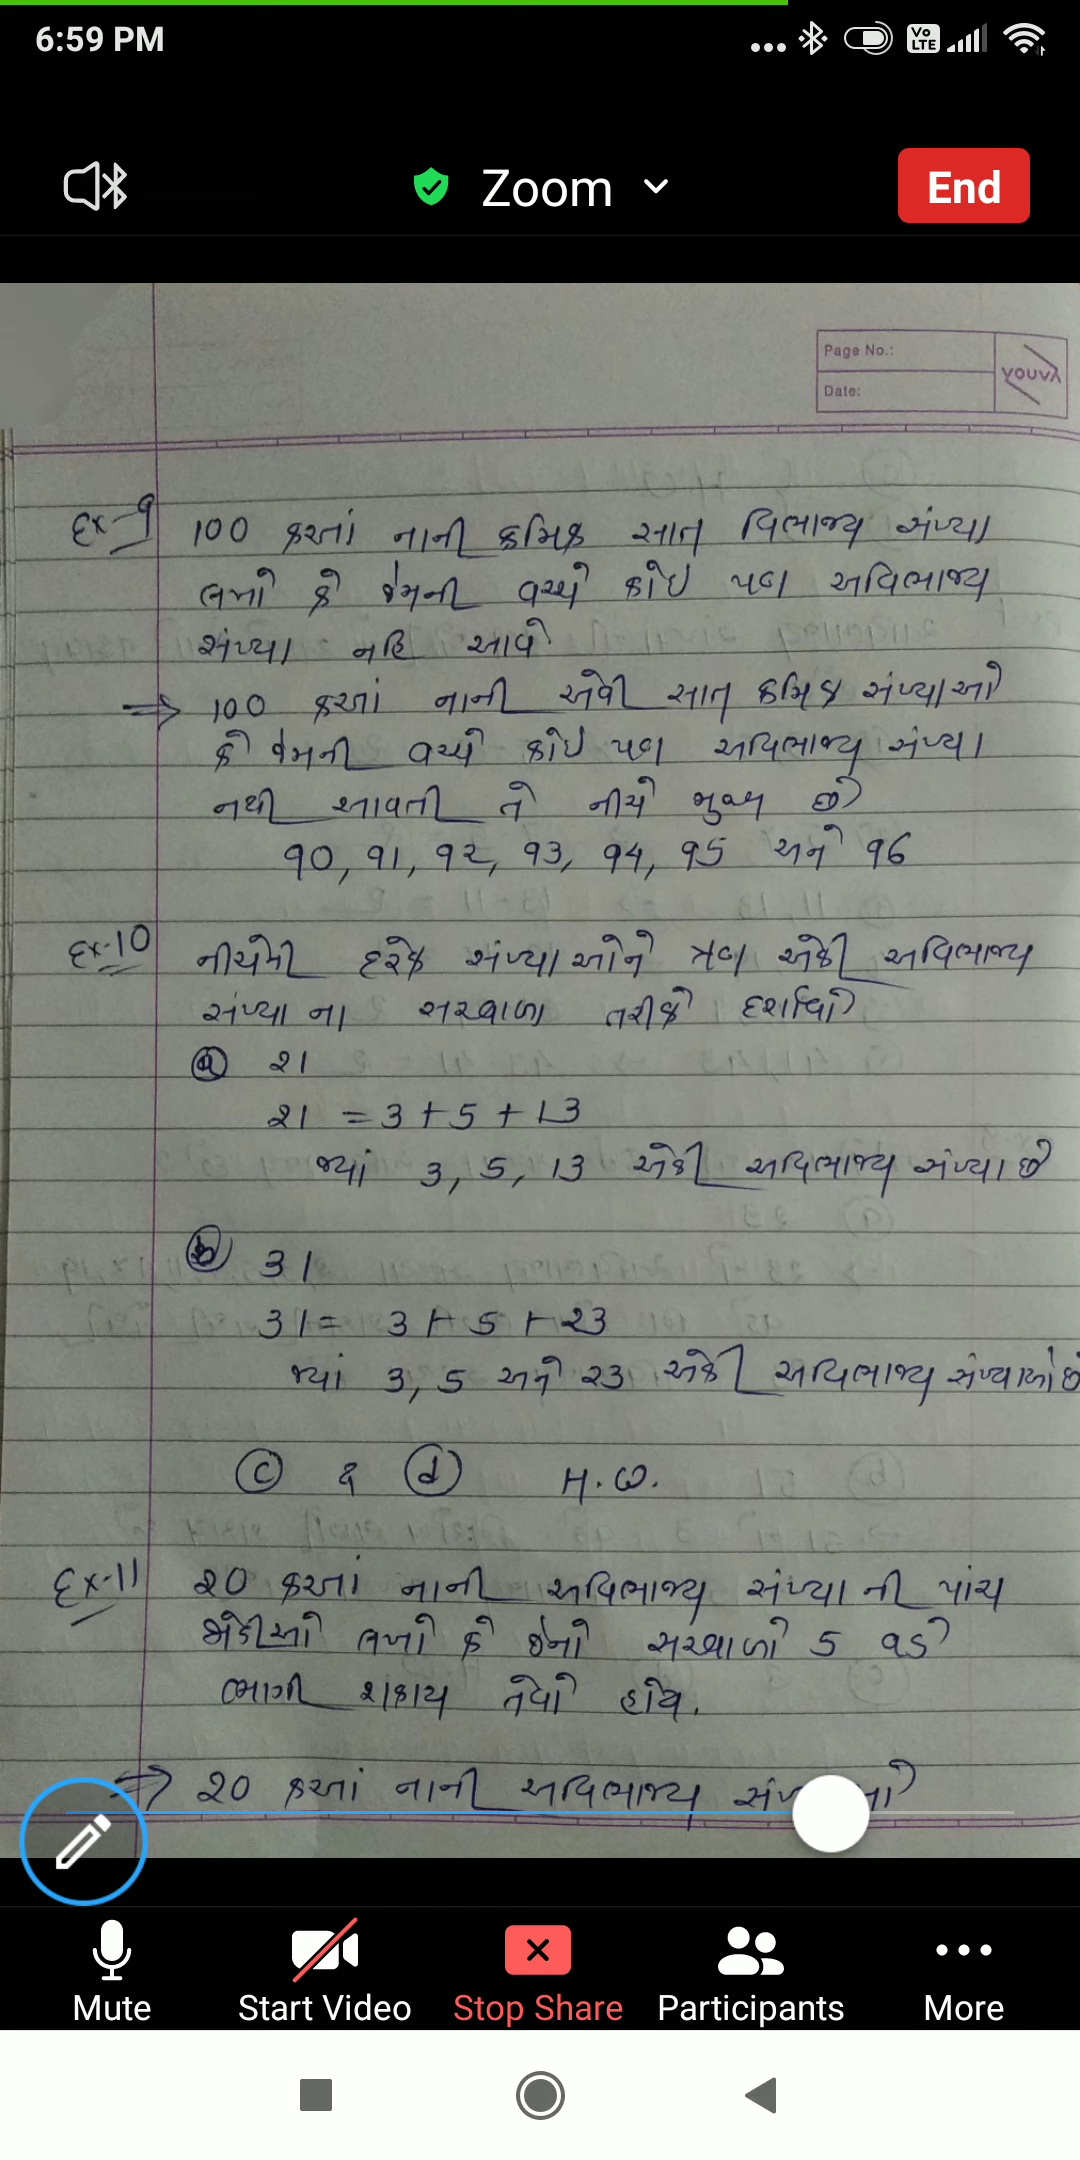 6:59 PM
Vo LTE
Zoom
End
Page No.:
Date:
YOUVA
Ex-9 100 કરતાં નાની ક્રમિક સાત વિભાજ્ય સંખ્યા
લખો કે જેમની વચ્ચે કોઈ પણ અવિભાજ્ય
સંખ્યા નહિ આવે
⇒ 100 કરતાં નાની એવી સાત ક્રમિક સંખ્યાઓ
કે જેમની વચ્ચે કોઈ પણ અવિભાજ્ય સંખ્યા
નથી આવતી તે નીચે મુજબ છે
90, 91, 92, 93, 94, 95 અને 96
Ex-10 નીચેની દરેક સંખ્યાઓને ત્રણ એકી અવિભાજ્ય
સંખ્યા ના સરવાળા તરીકે દર્શાવો
(a) 21
21 = 3 + 5 + 13
જ્યાં 3, 5, 13 એકી અવિભાજ્ય સંખ્યા છે
(b) 31
31 = 3 + 5 + 23
જ્યાં 3, 5 અને 23 એકી અવિભાજ્ય સંખ્યાઓ છે
(c) & (d) H.W.
Ex-11 20 કરતાં નાની અવિભાજ્ય સંખ્યા ની પાંચ
જોડીઓ લખો કે જેનો સરવાળો 5 વડે
ભાગી શકાય તેવો હોય.
⇒ 20 કરતાં નાની અવિભાજ્ય
Mute
Start Video
Stop Share
Participants
More